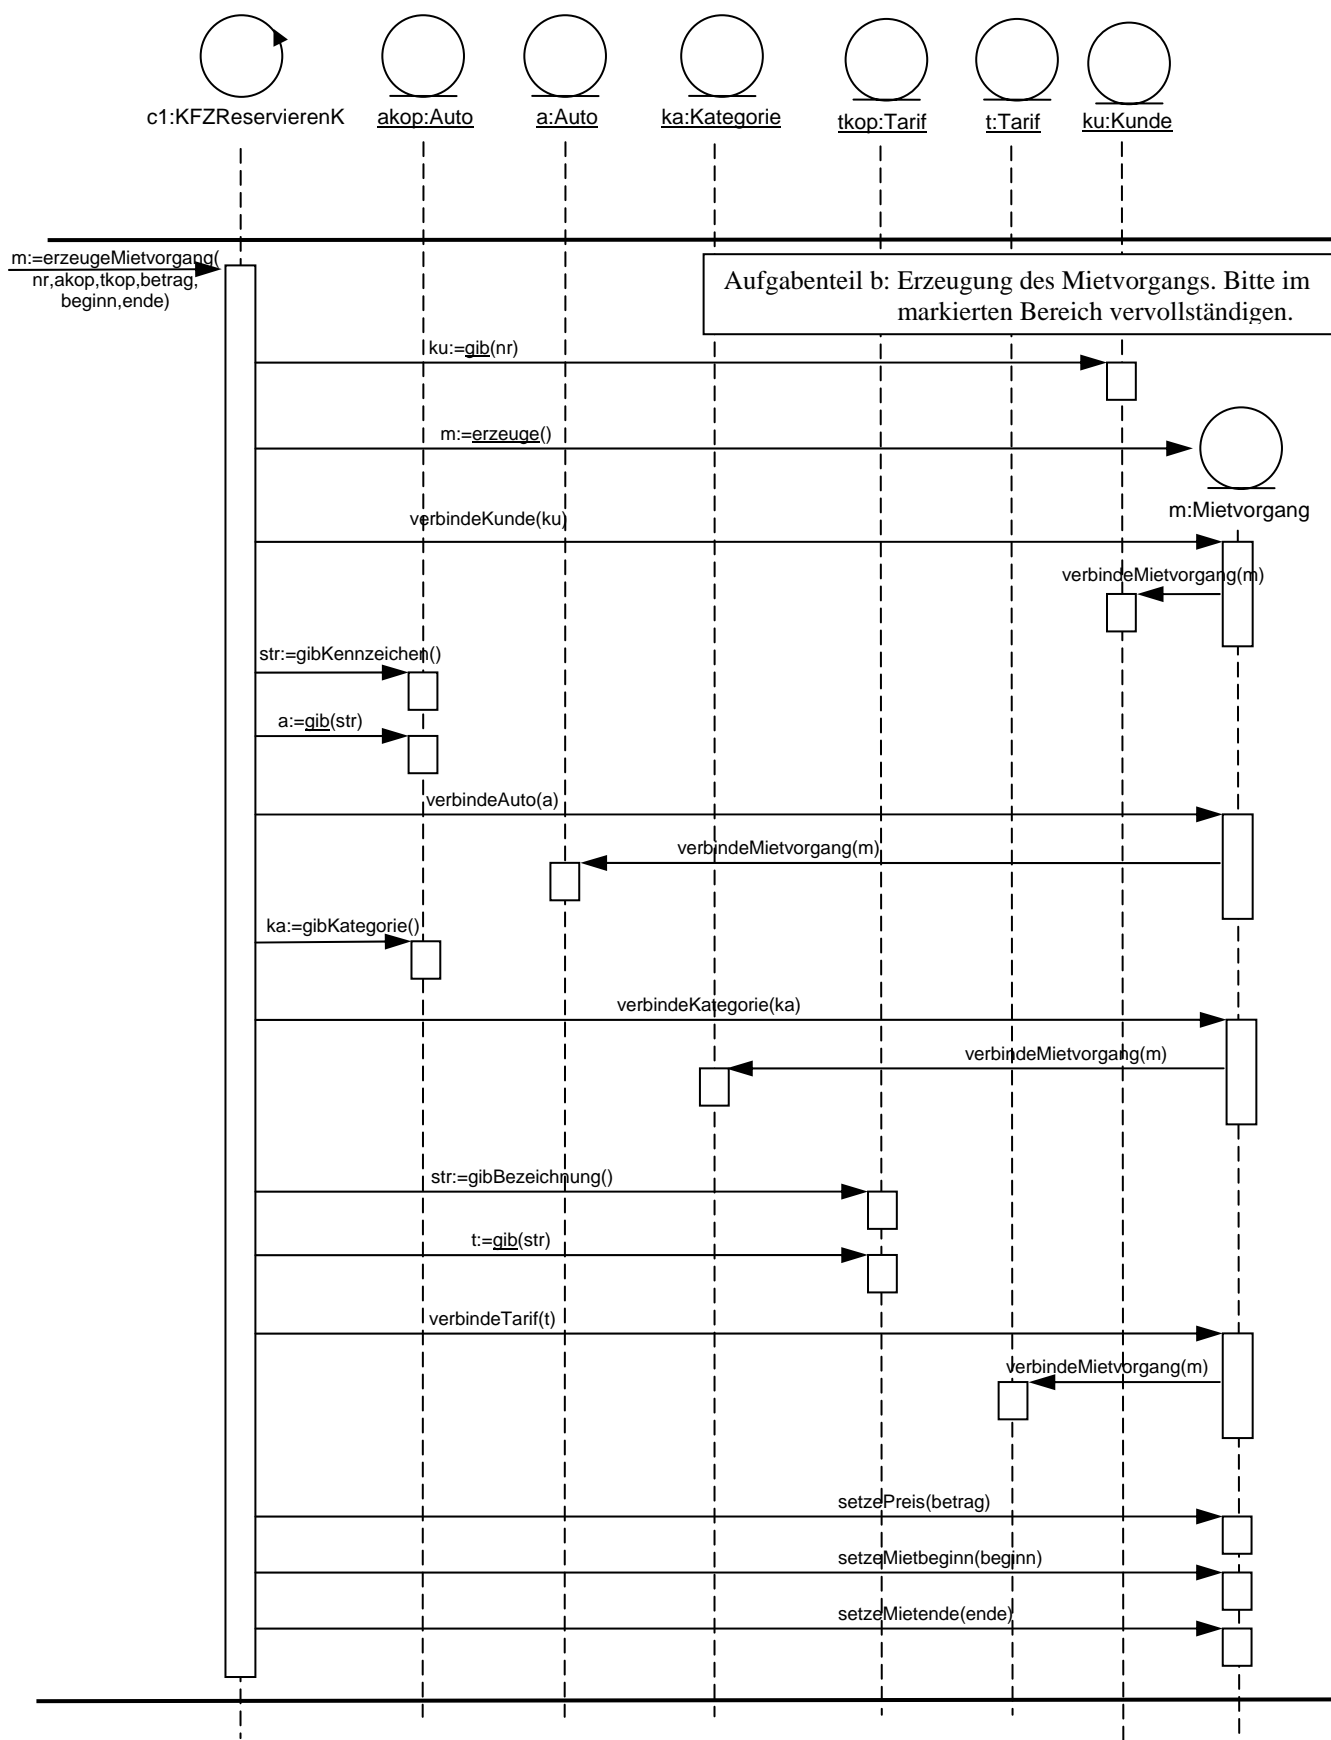 c1:KFZReservierenK
akop:Auto
a:Auto
ka:Kategorie
tkop:Tarif
t:Tarif
ku:Kunde
m:=erzeugeMietvorgang(
nr,akop,tkop,betrag,
beginn,ende)
Aufgabenteil b: Erzeugung des Mietvorgangs. Bitte im
markierten Bereich vervollständigen.
ku:=gib(nr)
m:=erzeuge()
m:Mietvorgang
verbindeKunde(ku)
verbindeMietvorgang(m)
str:=gibKennzeichen()
a:=gib(str)
verbindeAuto(a)
verbindeMietvorgang(m)
ka:=gibKategorie()
verbindeKategorie(ka)
verbindeMietvorgang(m)
str:=gibBezeichnung()
t:=gib(str)
verbindeTarif(t)
verbindeMietvorgang(m)
setzePreis(betrag)
setzeMietbeginn(beginn)
setzeMietende(ende)